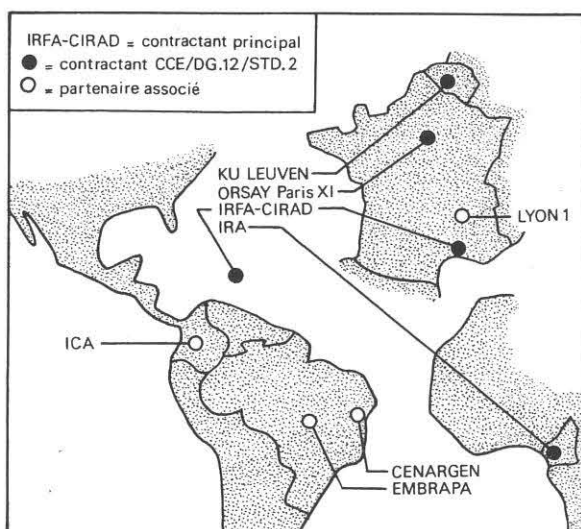 IRFA-CIRAD = contractant principal
= contractant CCE/DG.12/STD.2
= partenaire associé
KU LEUVEN
ORSAY Paris XI
IRFA-CIRAD
IRA
LYON 1
ICA
CENARGEN
EMBRAPA